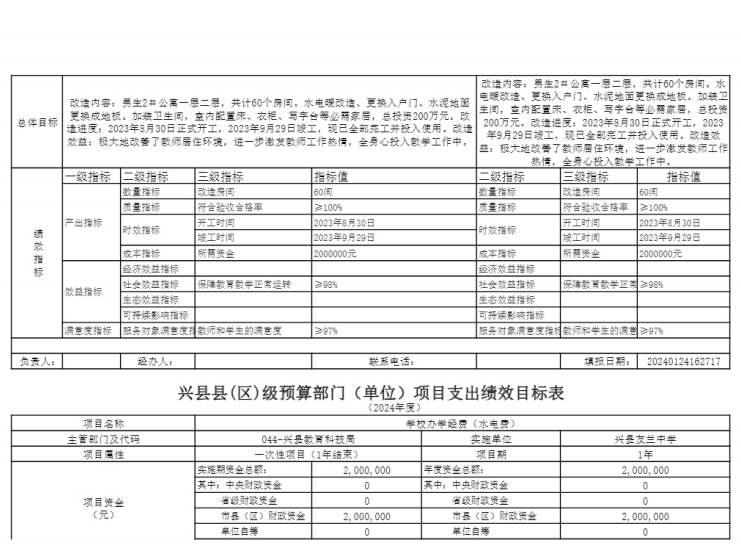 总体目标
改造内容：男生2#公寓一层二层，共计60个房间。水电暖改造、更换入户门、水泥地面
更换成地板。加装卫生间，室内配置床、衣柜、写字台等必需家居，总投资200万元。改
造进度：2023年8月30日正式开工，2023年9月29日竣工，现已全部完工并投入使用。改造
效益：极大地改善了教师居住环境，进一步激发教师工作热情，全身心投入教学工作中。
改造内容：男生2#公寓一层二层，共计60个房间。水
电暖改造、更换入户门、水泥地面更换成地板。加装卫
生间，室内配置床、衣柜、写字台等必需家居，总投资
200万元。改造进度：2023年8月30日正式开工，2023
年9月29日竣工，现已全部完工并投入使用。改造效
益：极大地改善了教师居住环境，进一步激发教师工作
热情，全身心投入教学工作中。
绩效指标
一级指标 二级指标 三级指标 指标值 二级指标 三级指标 指标值
产出指标
数量指标 改造房间 60间 数量指标 改造房间 60间
质量指标 符合验收合格率 ≥100% 质量指标 符合验收合格率 ≥100%
时效指标 开工时间 2023年8月30日 时效指标 开工时间 2023年8月30日
竣工时间 2023年9月29日 竣工时间 2023年9月29日
成本指标 所需资金 2000000元 成本指标 所需资金 2000000元
效益指标
经济效益指标 经济效益指标
社会效益指标 保障教育教学正常运转 ≥98% 社会效益指标 保障教育教学正常 ≥98%
生态效益指标 生态效益指标
可持续影响指标 可持续影响指标
满意度指标 服务对象满意度指 教师和学生的满意度 ≥97% 服务对象满意度指 教师和学生的满意 ≥97%
负责人： 经办人： 联系电话： 填报日期： 20240124162717
兴县县(区)级预算部门（单位）项目支出绩效目标表
（2024年度）
项目名称 学校办学经费（水电费）
主管部门及代码 044-兴县教育科技局 实施单位 兴县友兰中学
项目属性 一次性项目（1年结束） 项目期 1年
项目资金
（元）
实施期资金总额： 2,000,000 年度资金总额： 2,000,000
其中：中央财政资金 0 其中：中央财政资金 0
省级财政资金 0 省级财政资金 0
市县（区）财政资金 2,000,000 市县（区）财政资金 2,000,000
单位自筹 0 单位自筹 0